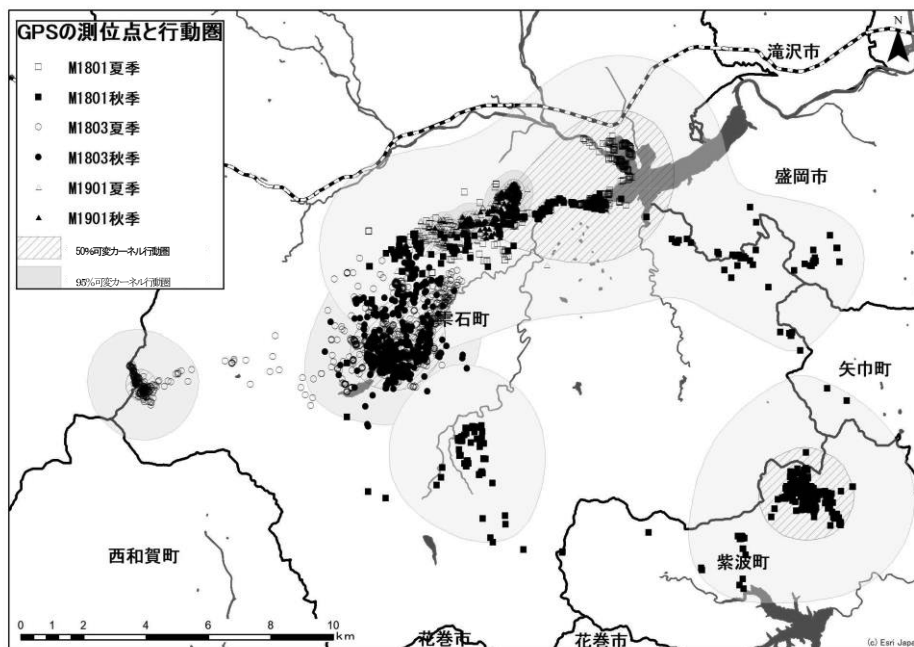 GPSの測位点と行動圏
M1801夏季
M1801秋季
M1803夏季
M1803秋季
M1901夏季
M1901秋季
50%可変カーネル行動圏
95%可変カーネル行動圏
N
滝沢市
盛岡市
雫石町
矢巾町
西和賀町
紫波町
花巻市
花巻市
0 1 2 4 6 8 10
km
(c) Esri Japa